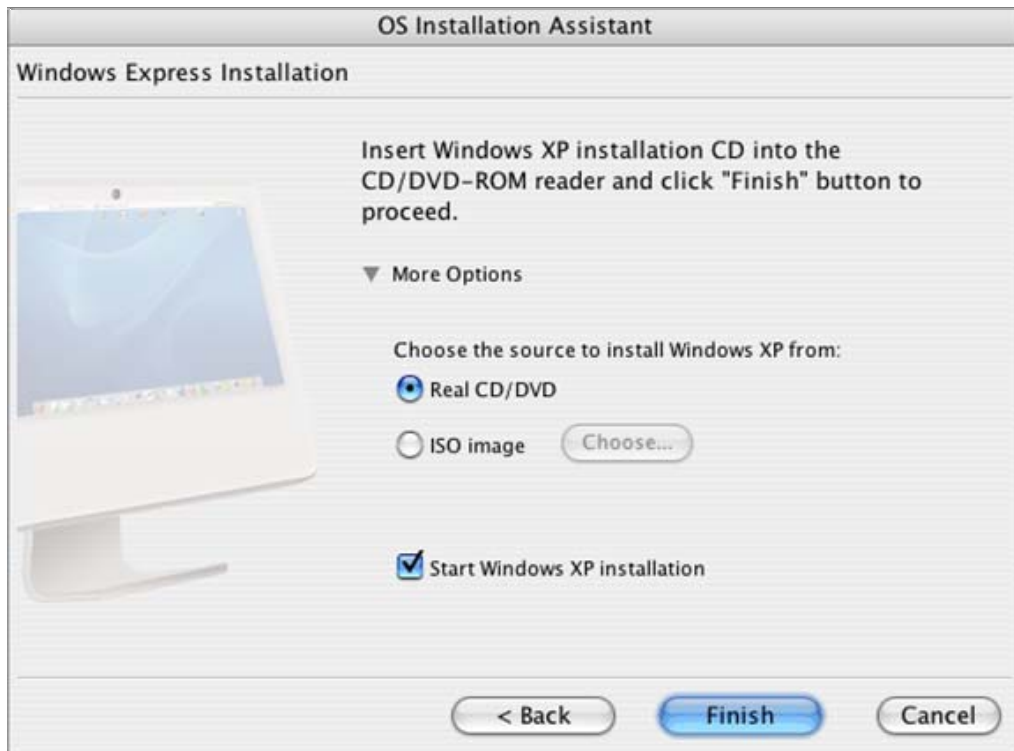 OS Installation Assistant
Windows Express Installation
Insert Windows XP installation CD into the
CD/DVD-ROM reader and click "Finish" button to
proceed.
More Options
Choose the source to install Windows XP from:
Real CD/DVD
ISO image
Choose...
Start Windows XP installation
< Back
Finish
Cancel